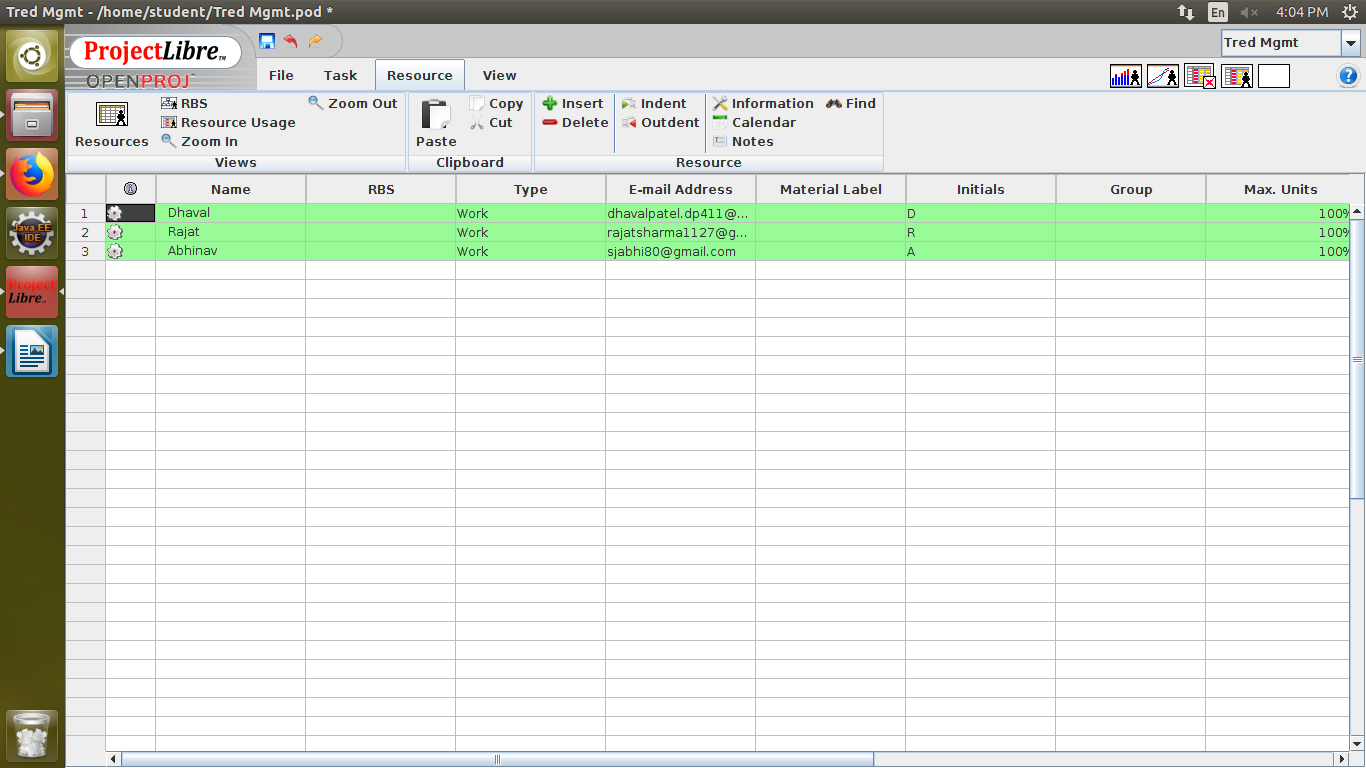 Tred Mgmt - /home/student/Tred Mgmt.pod *
En
4:04 PM
ProjectLibre TM
OPENPROJ
Tred Mgmt
File Task Resource View
Resources
RBS
Resource Usage
Zoom In
Zoom Out
Views
Paste
Copy
Cut
Clipboard
Insert
Delete
Indent
Outdent
Information
Calendar
Notes
Find
Resource
Name RBS Type E-mail Address Material Label Initials Group Max. Units
1 Dhaval Work dhavalpatel.dp411@... D 100%
2 Rajat Work rajatsharma1127@g... R 100%
3 Abhinav Work sjabhi80@gmail.com A 100%
Java EE
IDE
Project
Libre